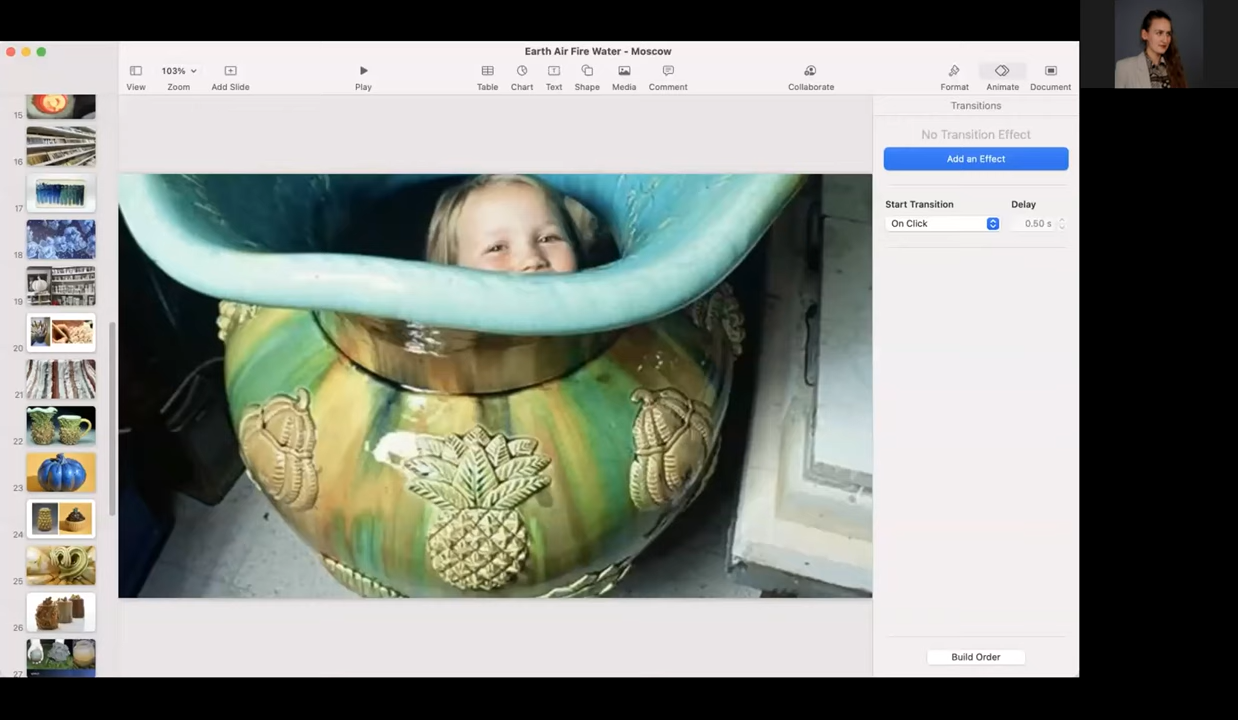 Earth Air Fire Water - Moscow
103%
View
Zoom
Add Slide
Play
Table
Chart
Text
Shape
Media
Comment
Collaborate
Format
Animate
Document
Transitions
No Transition Effect
Add an Effect
Start Transition
Delay
On Click
0.50 s
Build Order
15
16
17
18
19
20
21
22
23
24
25
26
27